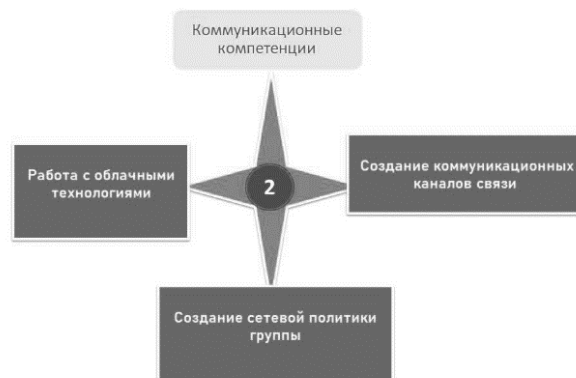 Коммуникационные
компетенции
Работа с облачными
технологиями
2
Создание коммуникационных
каналов связи
Создание сетевой политики
группы